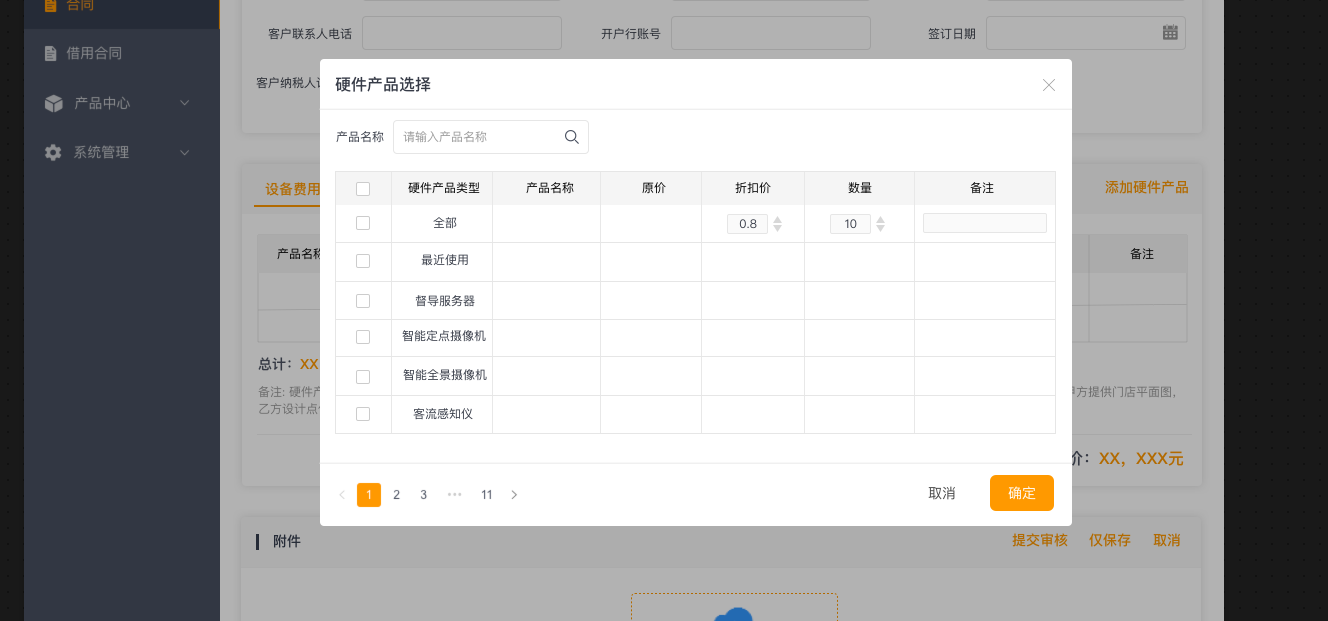 合同
客户联系人电话
开户行账号
签订日期
借用合同
硬件产品选择
客户纳税人
产品中心
产品名称
请输入产品名称
系统管理
硬件产品类型
产品名称
原价
折扣价
数量
备注
设备费用
添加硬件产品
全部
0.8
10
产品名称
备注
最近使用
督导服务器
智能定点摄像机
总计：XX
智能全景摄像机
备注: 硬件产
方提供门店平面图,
乙方设计点
客流感知仪
价：XX，XXX元
1
2
3
•••
11
取消
确定
附件
提交审核
仅保存
取消